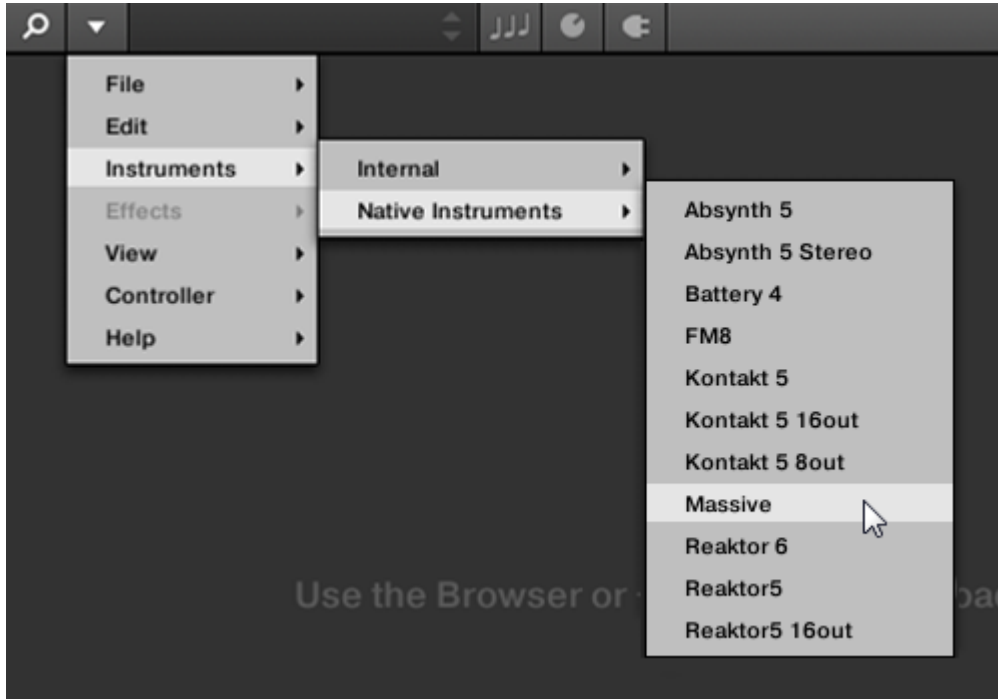 File
Edit
Instruments
Effects
View
Controller
Help
Internal
Native Instruments
Absynth 5
Absynth 5 Stereo
Battery 4
FM8
Kontakt 5
Kontakt 5 16out
Kontakt 5 8out
Massive
Reaktor 6
Reaktor5
Reaktor5 16out
Use the Browser or